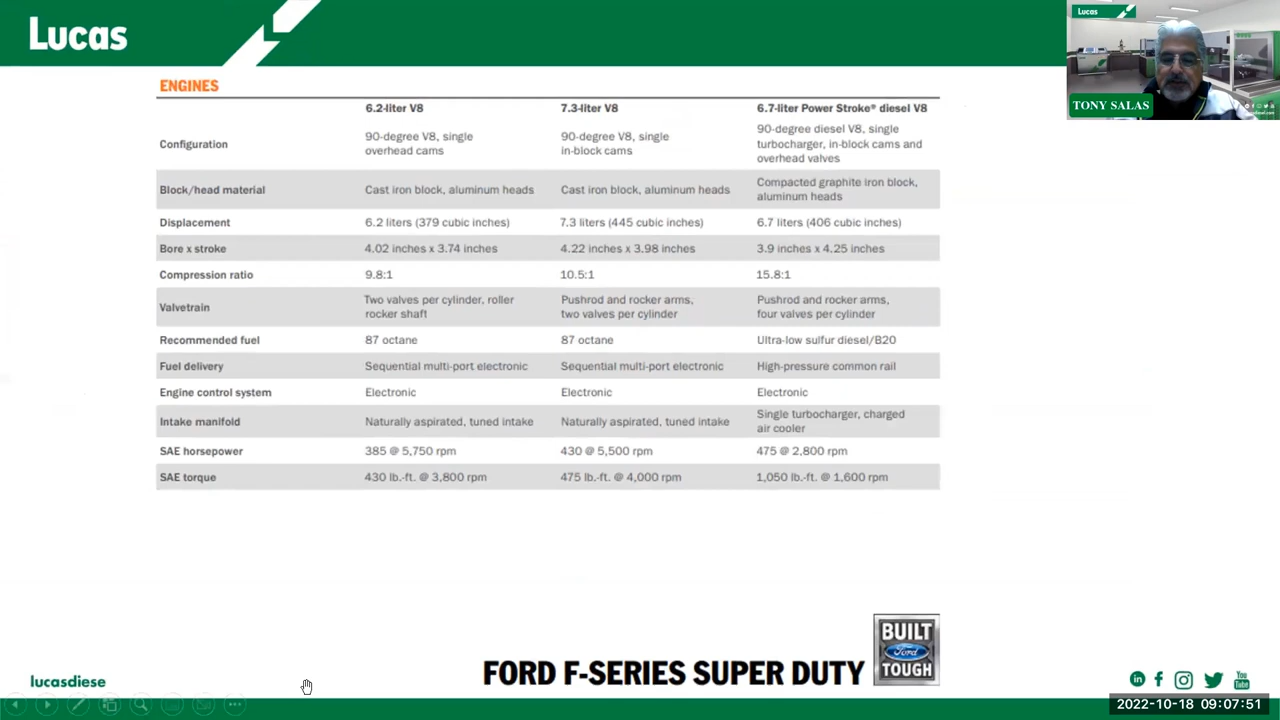 Lucas
Lucas
TONY SALAS
ENGINES
6.2-liter V8 7.3-liter V8 6.7-liter Power Stroke® diesel V8
Configuration
90-degree V8, single
overhead cams
90-degree V8, single
in-block cams
90-degree diesel V8, single
turbocharger, in-block cams and
overhead valves
Block/head material
Cast iron block, aluminum heads
Cast iron block, aluminum heads
Compacted graphite iron block,
aluminum heads
Displacement 6.2 liters (379 cubic inches) 7.3 liters (445 cubic inches) 6.7 liters (406 cubic inches)
Bore x stroke 4.02 inches x 3.74 inches 4.22 inches x 3.98 inches 3.9 inches x 4.25 inches
Compression ratio 9.8:1 10.5:1 15.8:1
Valvetrain
Two valves per cylinder, roller
rocker shaft
Pushrod and rocker arms,
two valves per cylinder
Pushrod and rocker arms,
four valves per cylinder
Recommended fuel 87 octane 87 octane Ultra-low sulfur diesel/B20
Fuel delivery Sequential multi-port electronic Sequential multi-port electronic High-pressure common rail
Engine control system Electronic Electronic Electronic
Intake manifold
Naturally aspirated, tuned intake
Naturally aspirated, tuned intake
Single turbocharger, charged
air cooler
SAE horsepower 385 @ 5,750 rpm 430 @ 5,500 rpm 475 @ 2,800 rpm
SAE torque 430 lb.-ft. @ 3,800 rpm 475 lb.-ft. @ 4,000 rpm 1,050 lb.-ft. @ 1,600 rpm
FORD F-SERIES SUPER DUTY
BUILT
Ford
TOUGH
lucasdiese
in f You Tube
2022-10-18 09:07:51